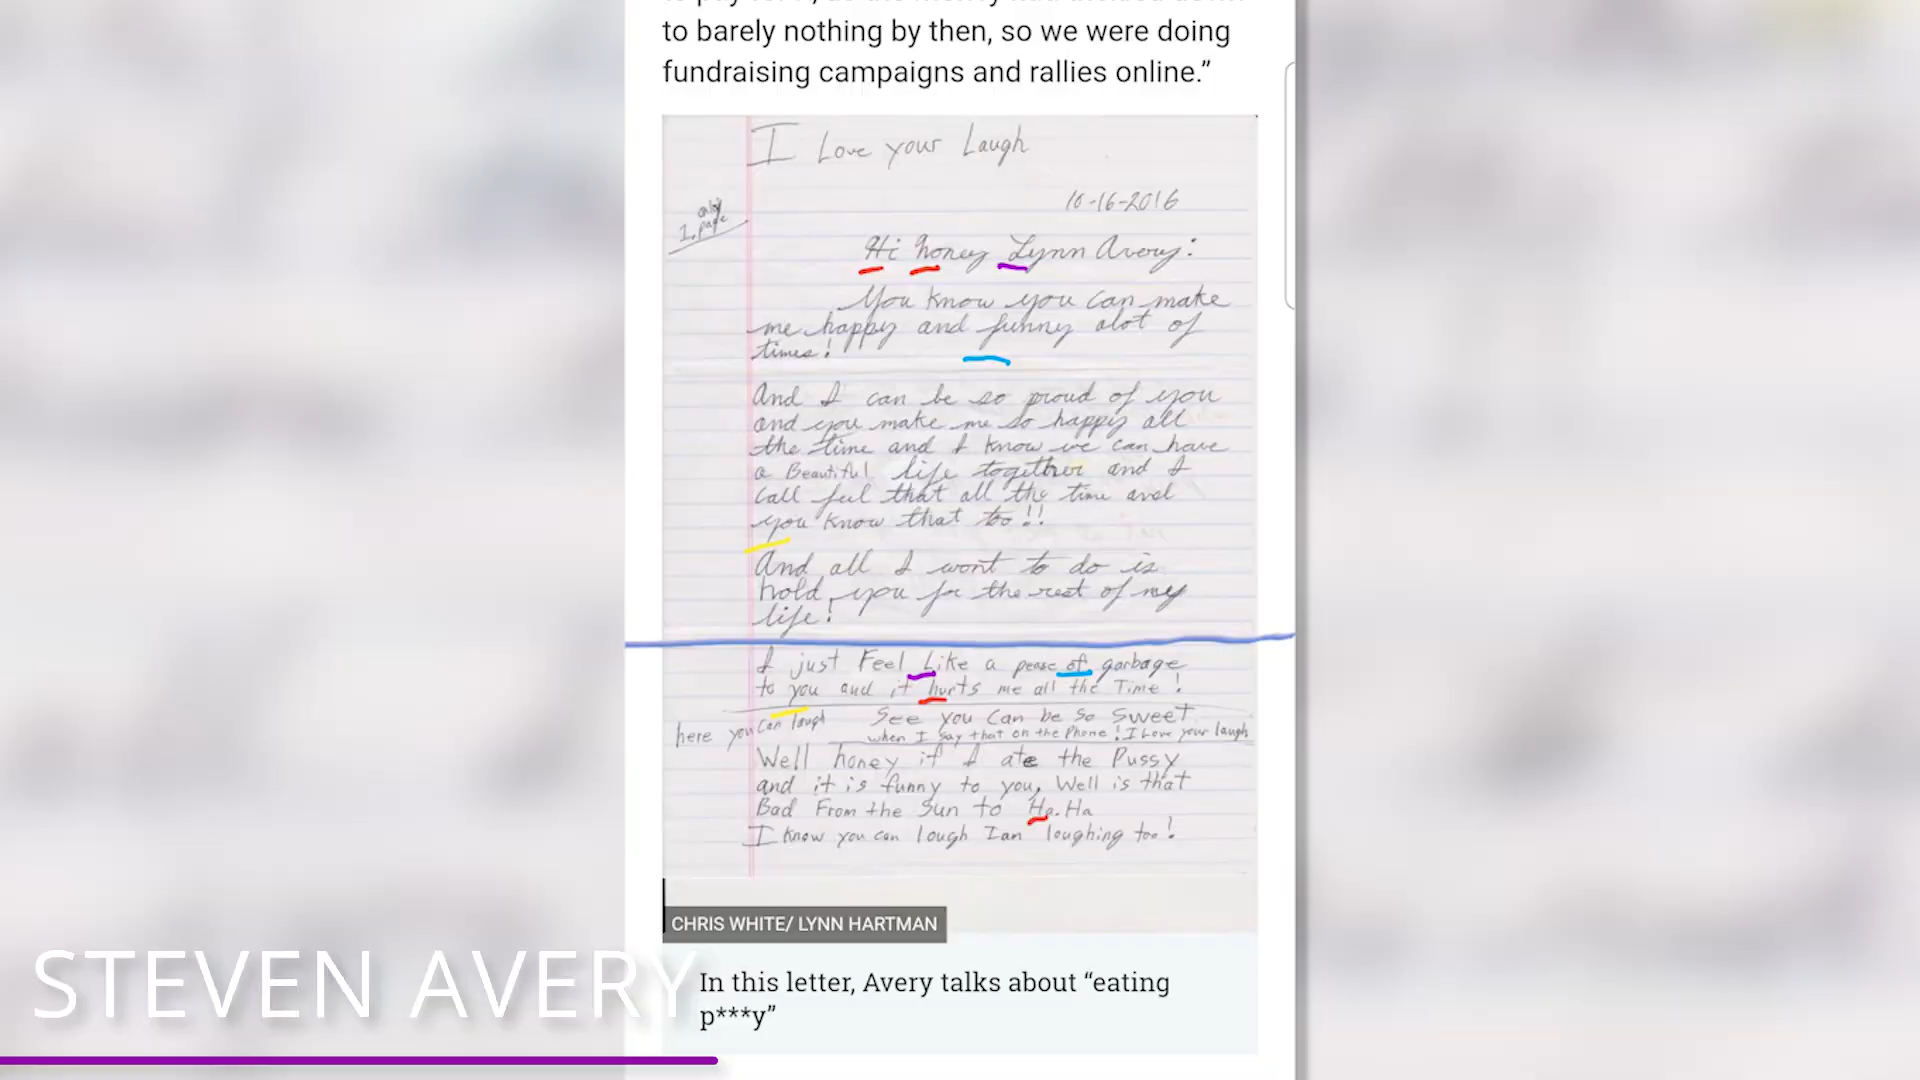 to barely nothing by then, so we were doing
fundraising campaigns and rallies online.”
I Love your Laugh
10-16-2016
only
1. page
Hi honey Lynn Avery:
You know you can make
me happy and funny alot of
times!
And I can be so proud of you
and you make me so happy all
the time and I know we can have
a Beautiful life together and I
call feel that all the time and
you know that too!!
And all I wont to do is
hold you for the rest of my
life!
I just Feel Like a pease of garbage
to you and it hurts me all the Time!
here you can laugh
See you Can be So Sweet
when I Say that on the Phone! I Love your laugh
Well honey if I ate the Pussy
and it is funny to you, Well is that
Bad From the Sun to Ha. Ha
I know you can lough Ian loughing too!
CHRIS WHITE/ LYNN HARTMAN
In this letter, Avery talks about “eating
p***y”
STEVEN AVERY